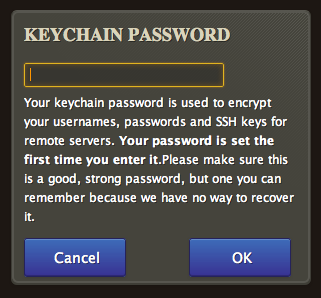 KEYCHAIN PASSWORD
Your keychain password is used to encrypt
your usernames, passwords and SSH keys for
remote servers. Your password is set the
first time you enter it.Please make sure this
is a good, strong password, but one you can
remember because we have no way to recover
it.
Cancel
OK